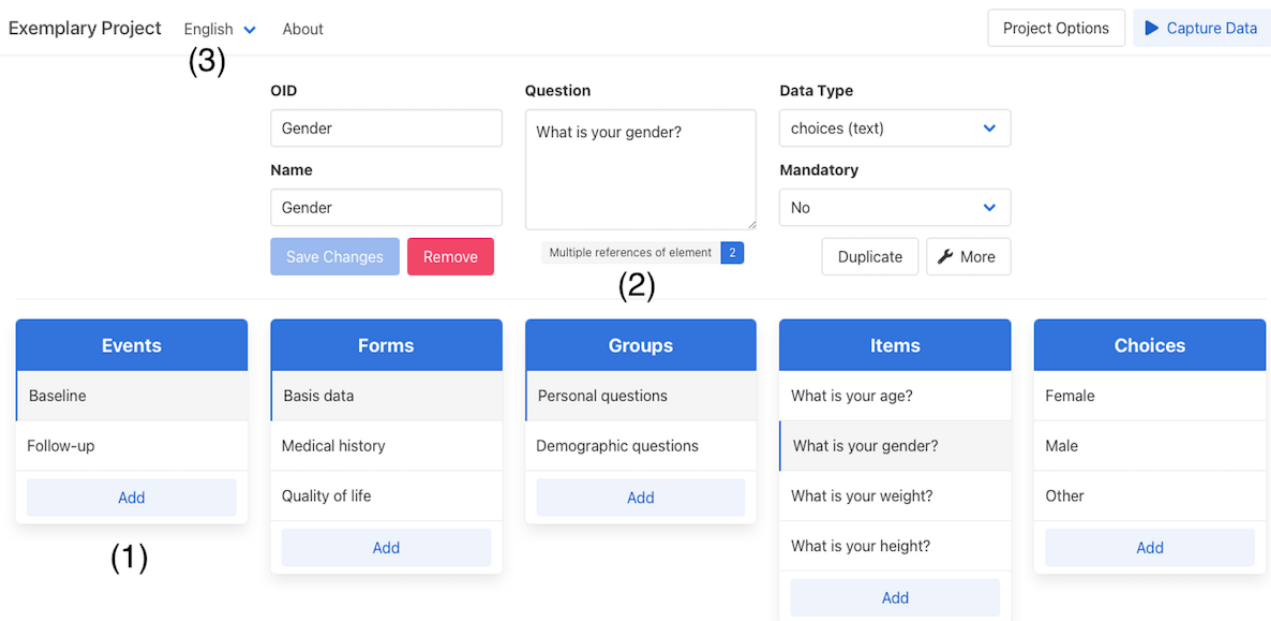 Exemplary Project English About Project Options Capture Data
(3)
OID Question Data Type
Gender What is your gender? choices (text)
Name Mandatory
Gender No
Save Changes Remove Multiple references of element 2 Duplicate More
(2)
Events Forms Groups Items Choices
Baseline Basis data Personal questions What is your age? Female
Follow-up Medical history Demographic questions What is your gender? Male
Add Quality of life Add What is your weight? Other
(1) Add What is your height? Add
Add